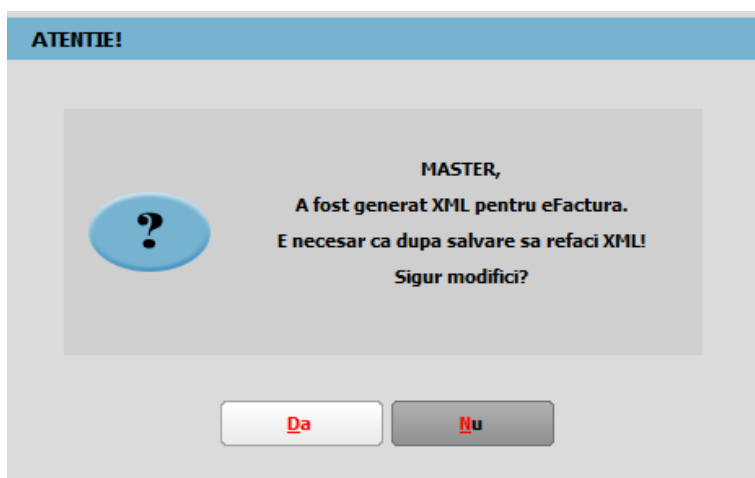 ATENTIE!
?
MASTER,
A fost generat XML pentru eFactura.
E necesar ca dupa salvare sa refaci XML!
Sigur modifici?
Da
Nu